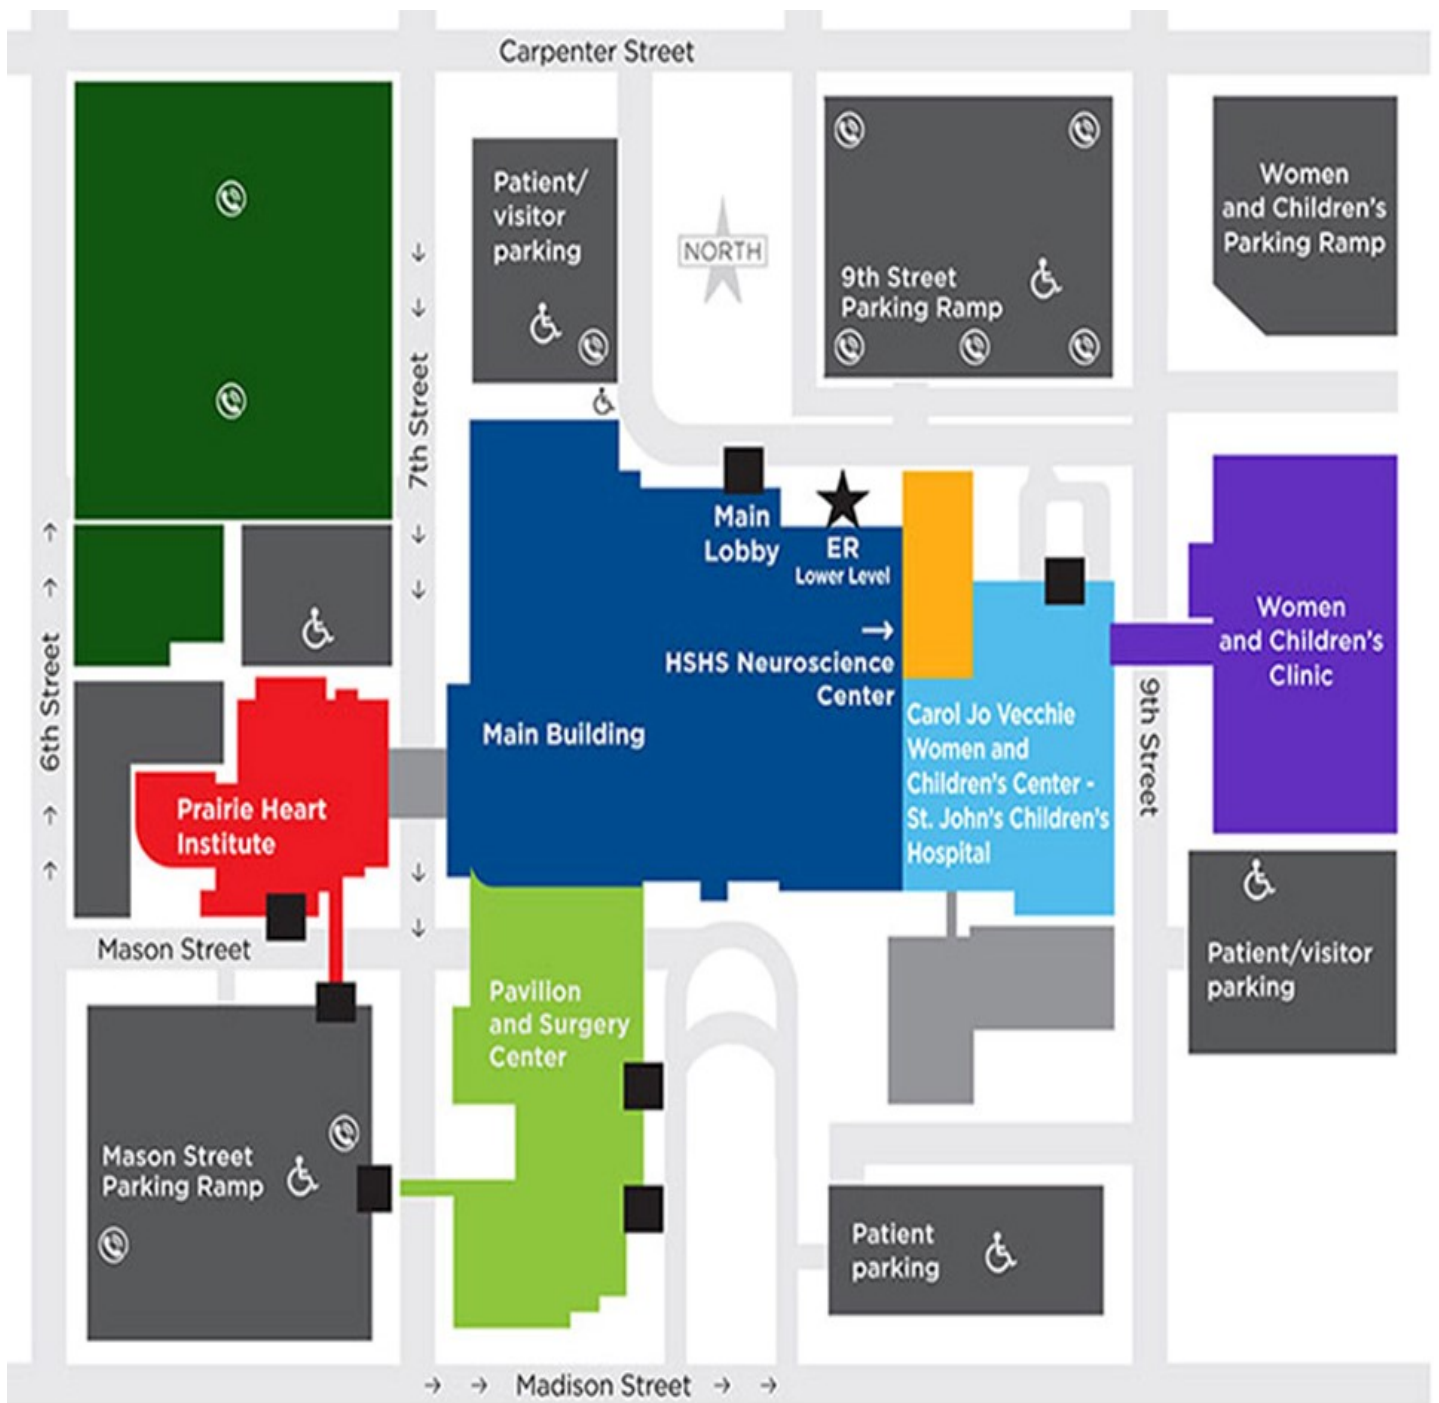 Carpenter Street
Patient/
visitor
parking
NORTH
9th Street
Parking Ramp
Women
and Children's
Parking Ramp
7th Street
6th Street
Main
Lobby
ER
Lower Level
→
HSHS Neuroscience
Center
Main Building
Carol Jo Vecchie
Women and
Children's Center -
St. John's Children's
Hospital
Women
and Children's
Clinic
9th Street
Prairie Heart
Institute
Mason Street
Patient/visitor
parking
Pavilion
and Surgery
Center
Mason Street
Parking Ramp
Patient
parking
→ → Madison Street → →